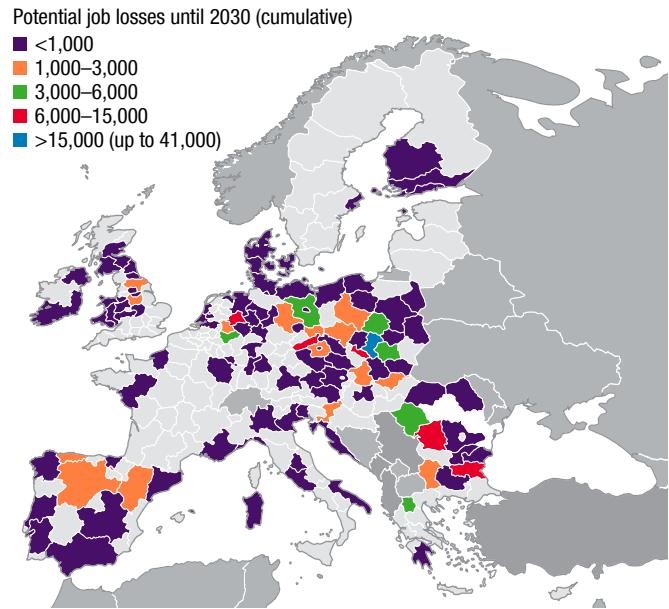 Potential job losses until 2030 (cumulative)
<1,000
1,000–3,000
3,000–6,000
6,000–15,000
>15,000 (up to 41,000)